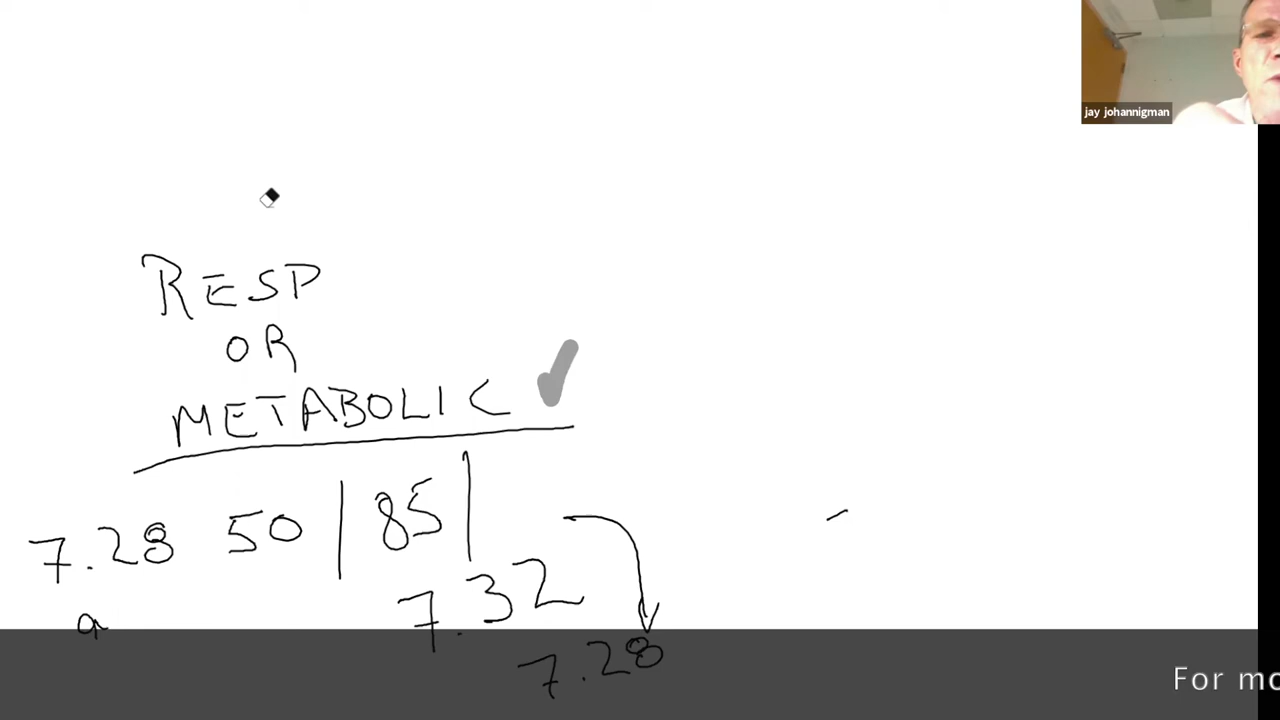 jay johannigman
RESP
OR
METABOLIC ✓
7.28 50 | 85 |
a
7.32
7.28
For mo